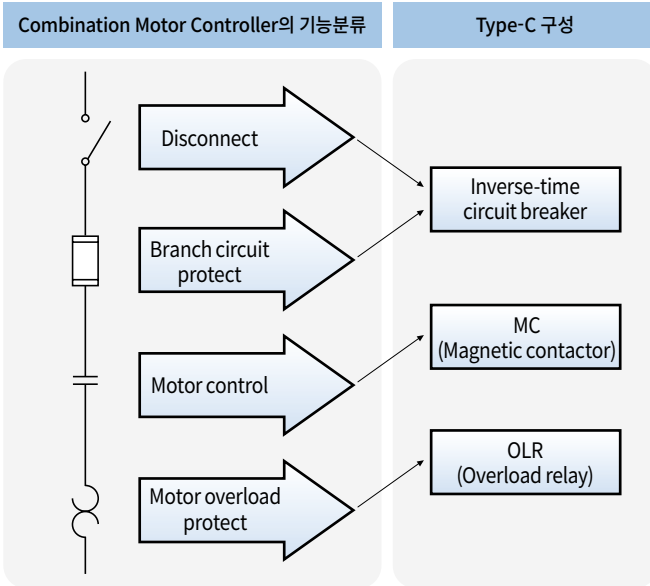 Combination Motor Controller의 기능분류
Type-C 구성
Disconnect
Inverse-time
circuit breaker
Branch circuit
protect
MC
(Magnetic contactor)
Motor control
OLR
(Overload relay)
Motor overload
protect